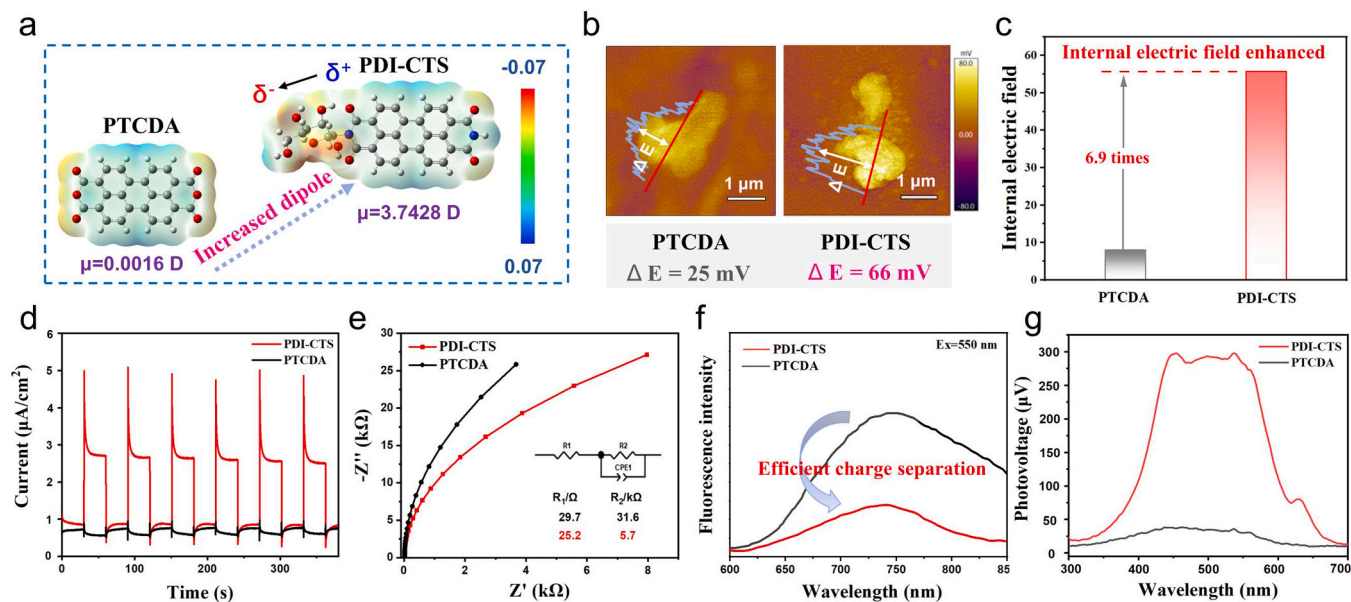 a
δ-
δ+
PDI-CTS
PTCDA
μ=3.7428 D
μ=0.0016 D
Increased dipole
-0.07
0.07
b
Δ E
1 μm
Δ E
1 μm
mV
80.0
0.00
-80.0
PTCDA
PDI-CTS
Δ E = 25 mV
Δ E = 66 mV
c
Internal electric field enhanced
6.9 times
Internal electric field
60
50
40
30
20
10
0
PTCDA
PDI-CTS
d
PDI-CTS
PTCDA
Current (μA/cm²)
6
5
4
3
2
1
0
0
100
200
300
Time (s)
e
PDI-CTS
PTCDA
-Z'' (kΩ)
30
25
20
15
10
5
0
0
2
4
6
8
Z' (kΩ)
R1
R2
CPE1
R1/Ω
R2/kΩ
29.7
31.6
25.2
5.7
f
PDI-CTS
PTCDA
Ex=550 nm
Efficient charge separation
Fluorescence intensity
600
650
700
750
800
85
Wavelength (nm)
g
PDI-CTS
PTCDA
Photovoltage (μV)
300
250
200
150
100
50
0
300
400
500
600
700
Wavelength (nm)